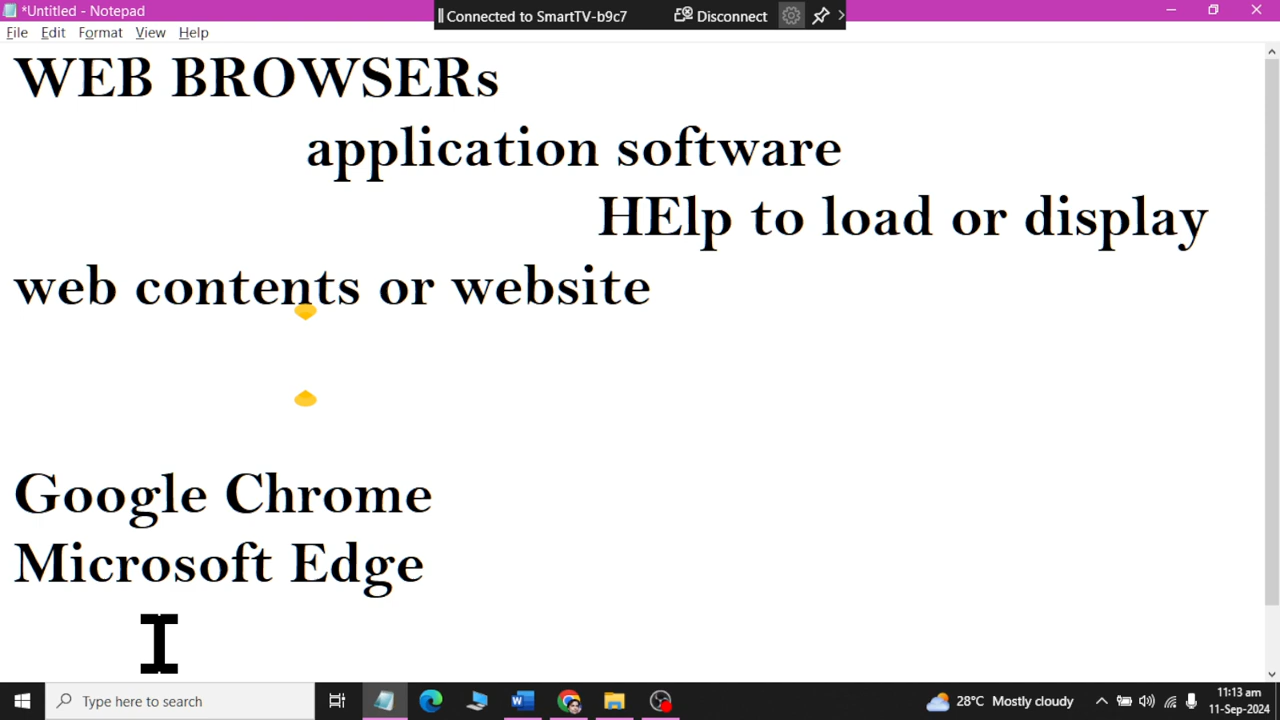 *Untitled - Notepad
Connected to SmartTV-b9c7 Disconnect
File Edit Format View Help
WEB BROWSERs
application software
HElp to load or display
web contents or website
Google Chrome
Microsoft Edge
Type here to search
28°C Mostly cloudy
11:13 am
11-Sep-2024